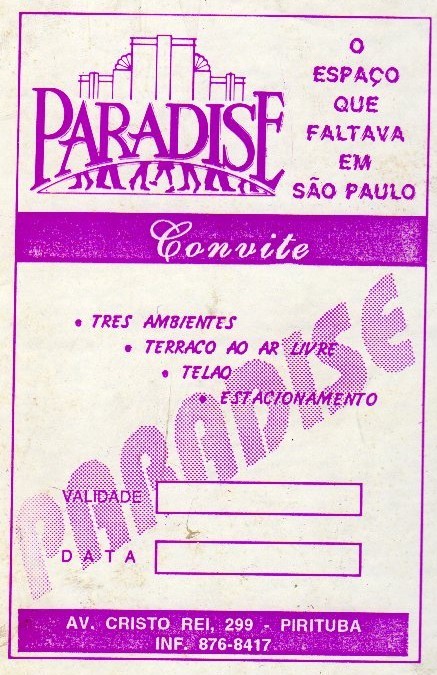 PARADISE
O
ESPAÇO
QUE
FALTAVA
EM
SÃO PAULO
Convite
• TRES AMBIENTES
• TERRACO AO AR LIVRE
• TELAO
• ESTACIONAMENTO
PARADISE
VALIDADE
DATA
AV. CRISTO REI, 299 - PIRITUBA
INF. 876-8417